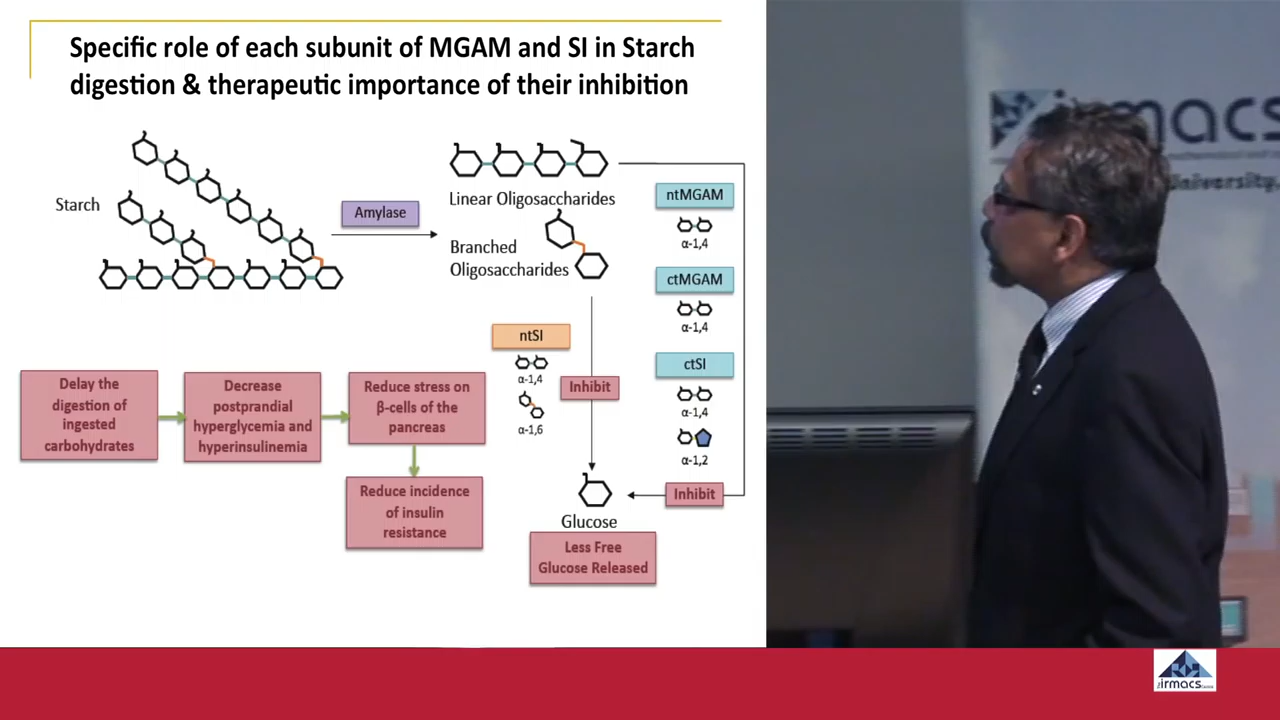 Specific role of each subunit of MGAM and SI in Starch
digestion & therapeutic importance of their inhibition
Starch
Amylase
Linear Oligosaccharides
Branched
Oligosaccharides
ntMGAM
α-1,4
ctMGAM
α-1,4
ntSI
α-1,4
α-1,6
Inhibit
ctSI
α-1,4
α-1,2
Inhibit
Glucose
Less Free
Glucose Released
Delay the
digestion of
ingested
carbohydrates
Decrease
postprandial
hyperglycemia and
hyperinsulinemia
Reduce stress on
β-cells of the
pancreas
Reduce incidence
of insulin
resistance
irmacs
University,
irmacs